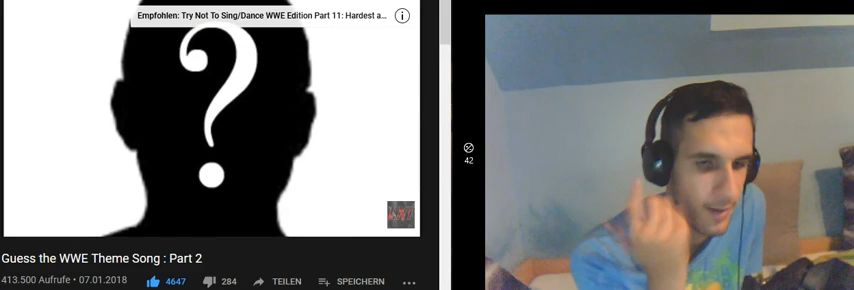 Empfohlen: Try Not To Sing/Dance WWE Edition Part 11: Hardest a...
?
42
Guess the WWE Theme Song : Part 2
413.500 Aufrufe • 07.01.2018 4647 284 TEILEN SPEICHERN ...